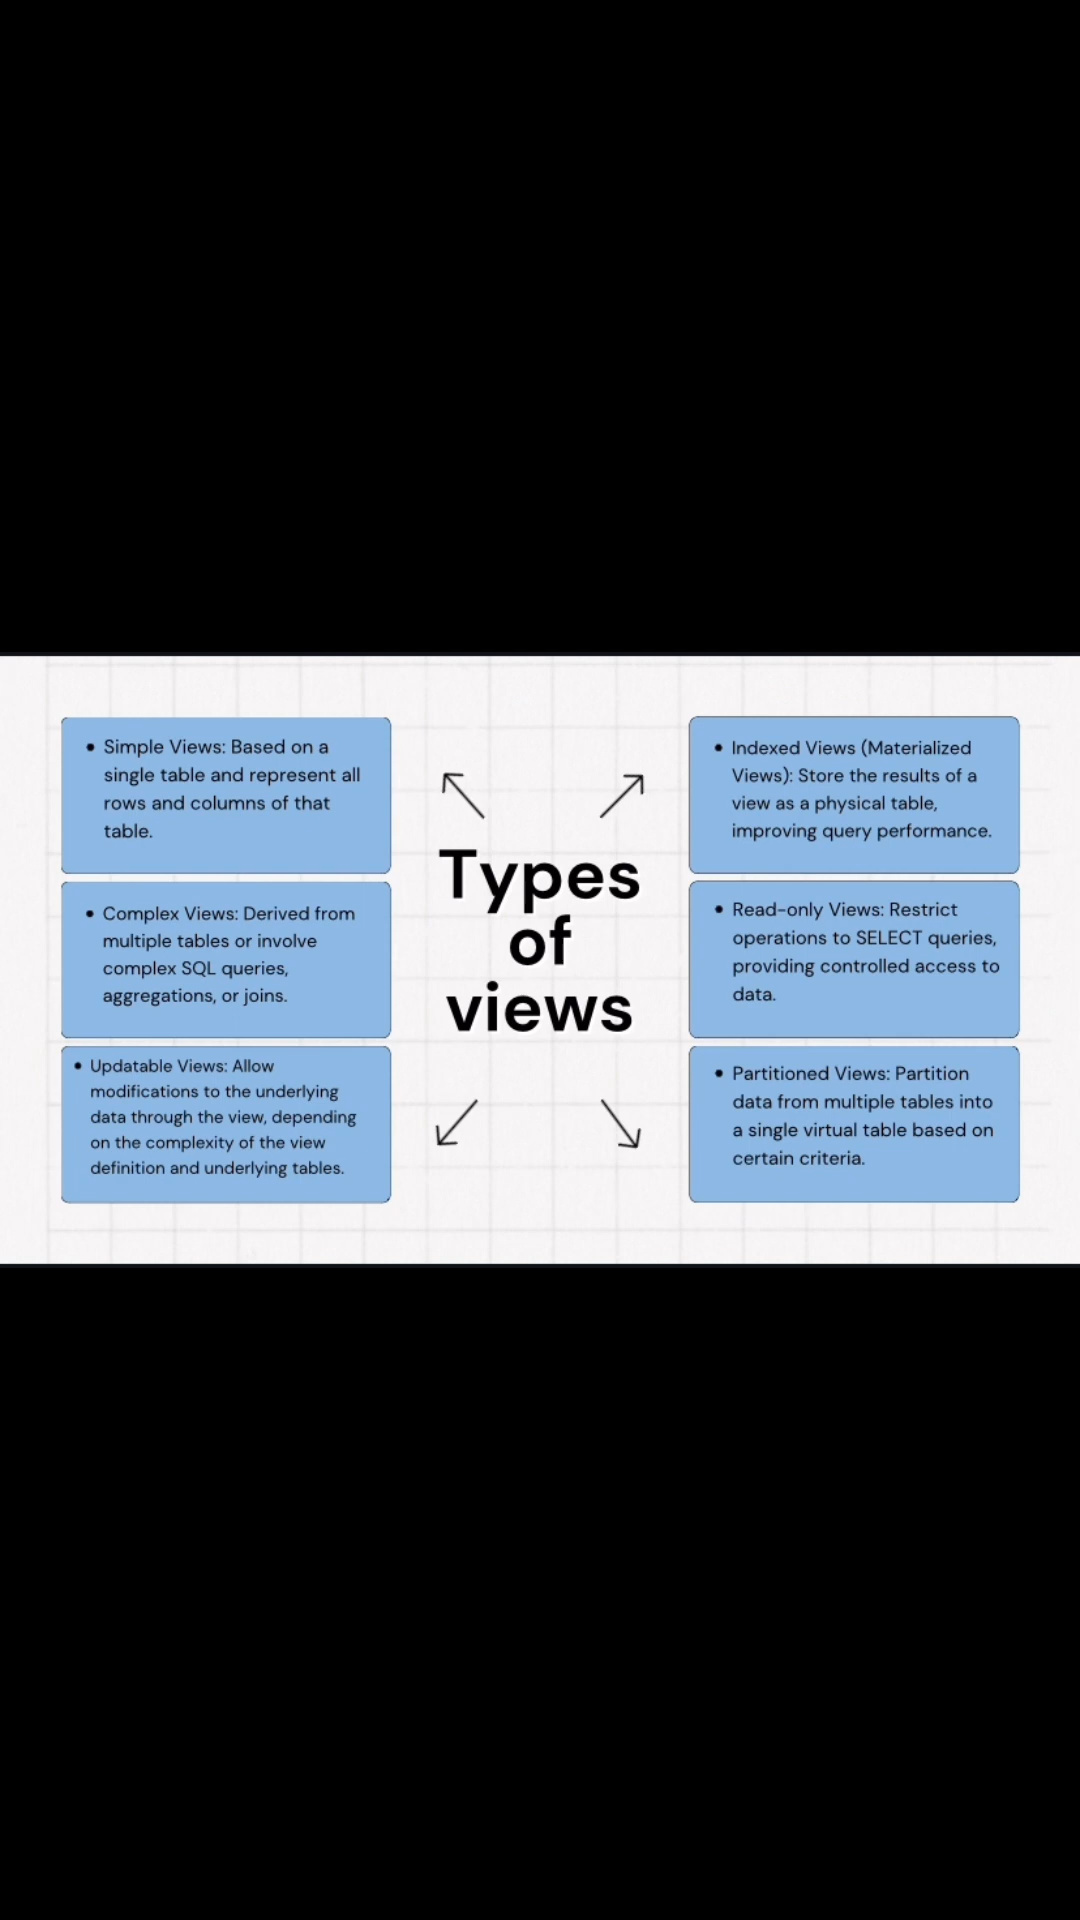 • Simple Views: Based on a
single table and represent all
rows and columns of that
table.
• Complex Views: Derived from
multiple tables or involve
complex SQL queries,
aggregations, or joins.
• Updatable Views: Allow
modifications to the underlying
data through the view, depending
on the complexity of the view
definition and underlying tables.
Types
of
views
• Indexed Views (Materialized
Views): Store the results of a
view as a physical table,
improving query performance.
• Read-only Views: Restrict
operations to SELECT queries,
providing controlled access to
data.
• Partitioned Views: Partition
data from multiple tables into
a single virtual table based on
certain criteria.